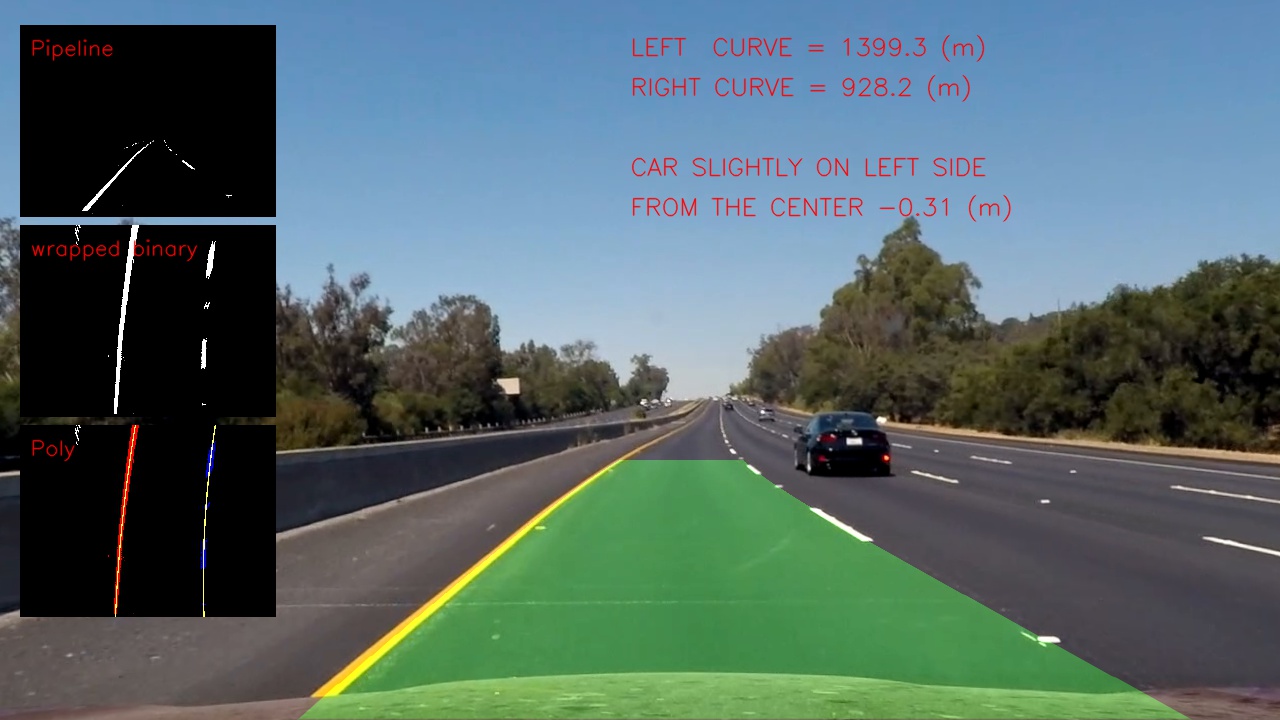 Pipeline
LEFT CURVE = 1399.3 (m)
RIGHT CURVE = 928.2 (m)
CAR SLIGHTLY ON LEFT SIDE
FROM THE CENTER -0.31 (m)
wrapped binary
Poly